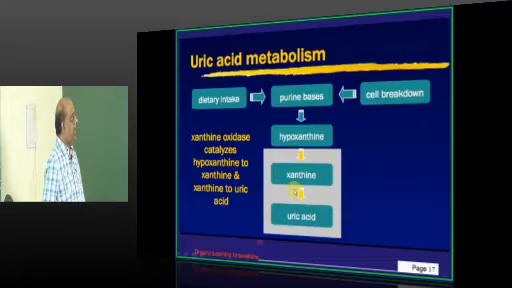 Uric acid metabolism
dietary intake
purine bases
cell breakdown
hypoxanthine
xanthine oxidase
catalyzes
hypoxanthine to
xanthine &
xanthine to uric
acid
xanthine
uric acid
Page 17